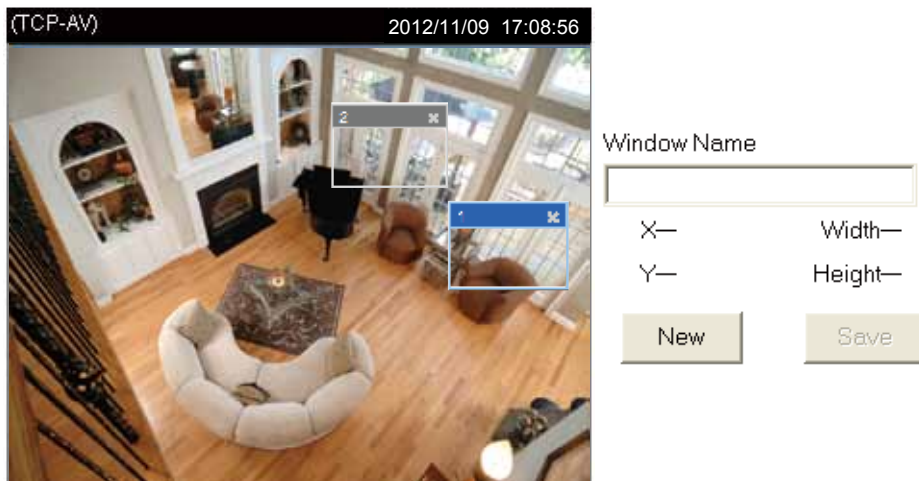 (TCP-AV) 2012/11/09 17:08:56
2
1
Window Name
X— Width—
Y— Height—
New Save